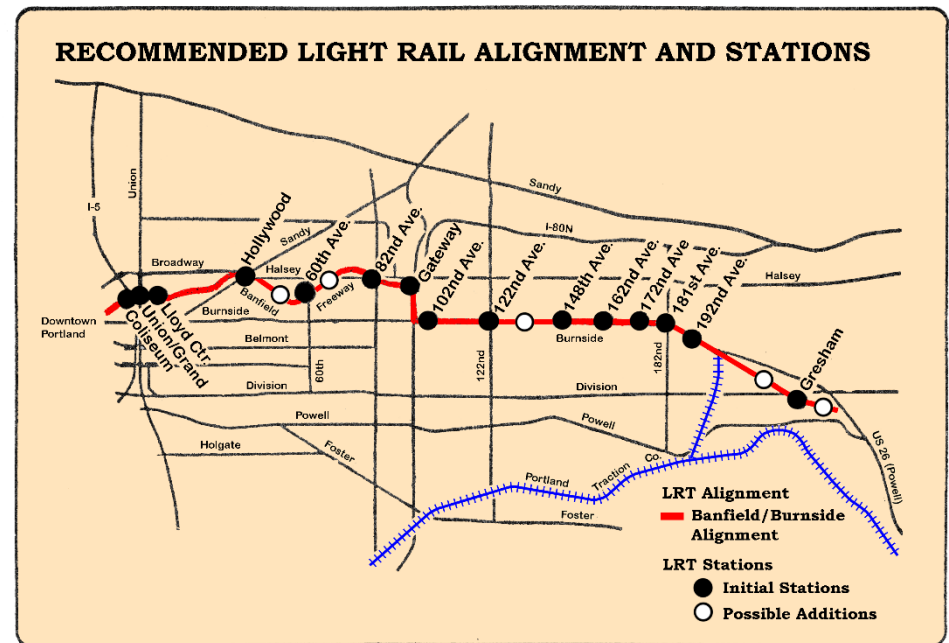 RECOMMENDED LIGHT RAIL ALIGNMENT AND STATIONS
Union
I-5
Sandy
I-80N
Hollywood
Sandy
60th Ave.
82nd Ave.
Gateway
102nd Ave.
122nd Ave.
148th Ave.
162nd Ave.
172nd Ave
181st Ave.
192nd Ave.
Broadway
Halsey
Halsey
Banfield
Freeway
Burnside
Burnside
Downtown
Portland
Coliseum
Union/Grand
Lloyd Ctr.
Belmont
60th
122nd
182nd
Gresham
Division
Division
Powell
Powell
Holgate
Foster
US 26 (Powell)
Portland
Traction
Co.
Foster
LRT Alignment
Banfield/Burnside
Alignment
LRT Stations
Initial Stations
Possible Additions